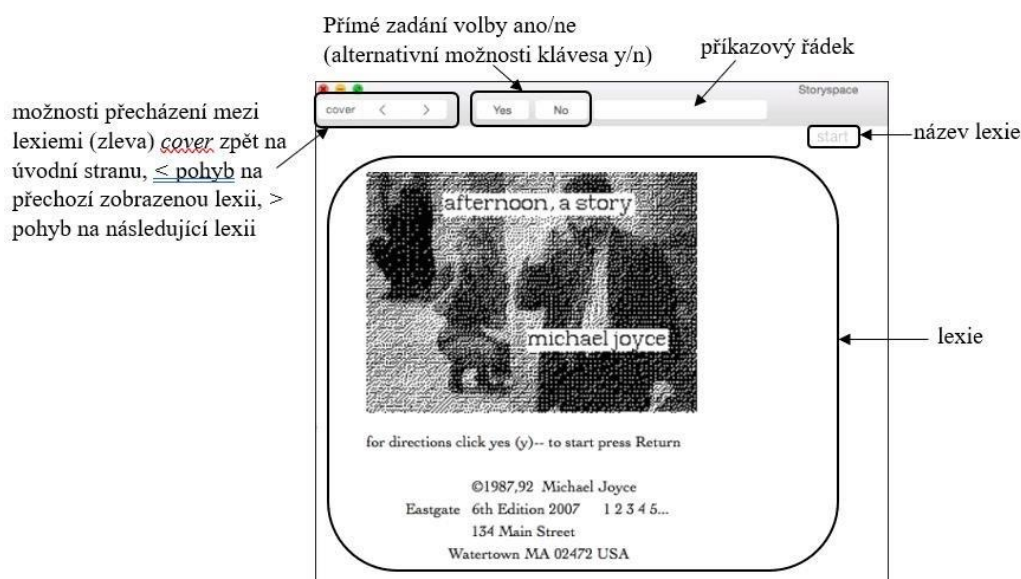 Přímé zadání volby ano/ne
(alternativní možnosti klávesa y/n)
příkazový řádek
možnosti přecházení mezi
lexiemi (zleva) cover zpět na
úvodní stranu, < pohyb na
přechozí zobrazenou lexii, >
pohyb na následující lexii
Storyspace
cover < > Yes No
start
název lexie
afternoon, a story
michael joyce
lexie
for directions click yes (y)-- to start press Return
©1987,92 Michael Joyce
Eastgate 6th Edition 2007 1 2 3 4 5...
134 Main Street
Watertown MA 02472 USA